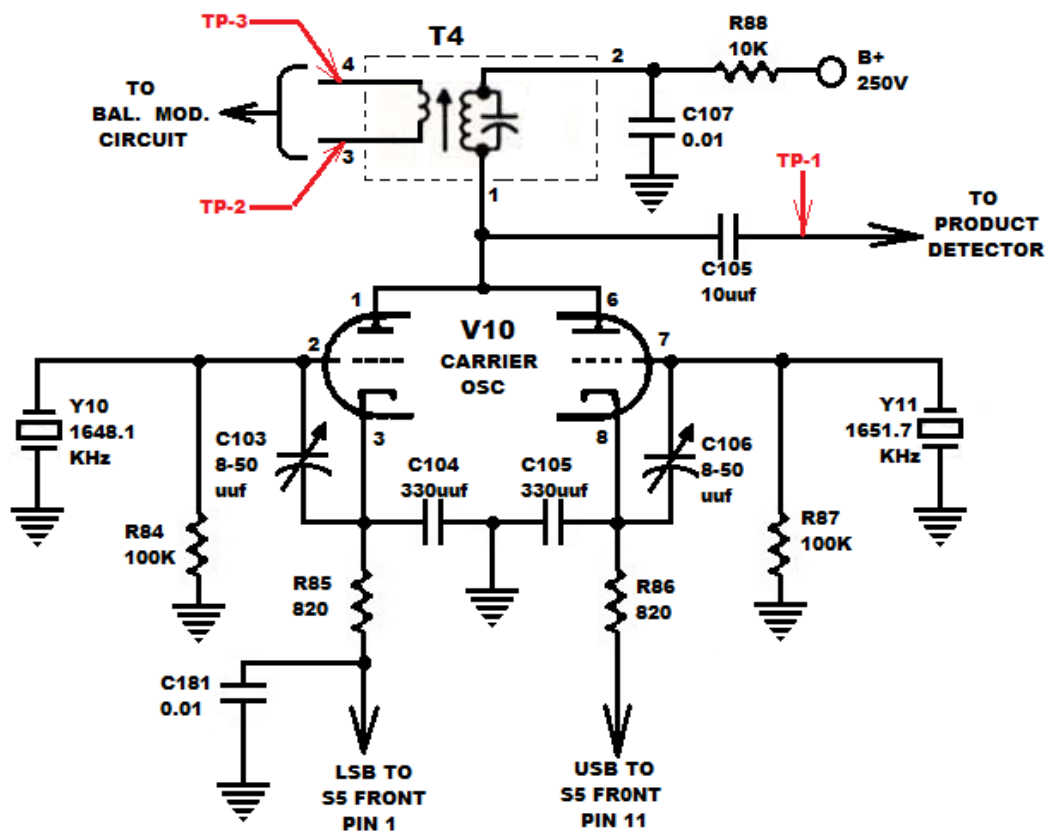 TP-3
T4
R88
10K
B+
250V
4
2
TO
BAL. MOD.
CIRCUIT
C107
0.01
3
TP-1
TP-2
1
TO
PRODUCT
DETECTOR
C105
10uuf
1
6
V10
CARRIER
OSC
2
7
Y10
1648.1
KHz
Y11
1651.7
KHz
C103
8-50
uuf
3
8
C106
8-50
uuf
C104
330uuf
C105
330uuf
R84
100K
R87
100K
R85
820
R86
820
C181
0.01
LSB TO
S5 FRONT
PIN 1
USB TO
S5 FR0NT
PIN 11